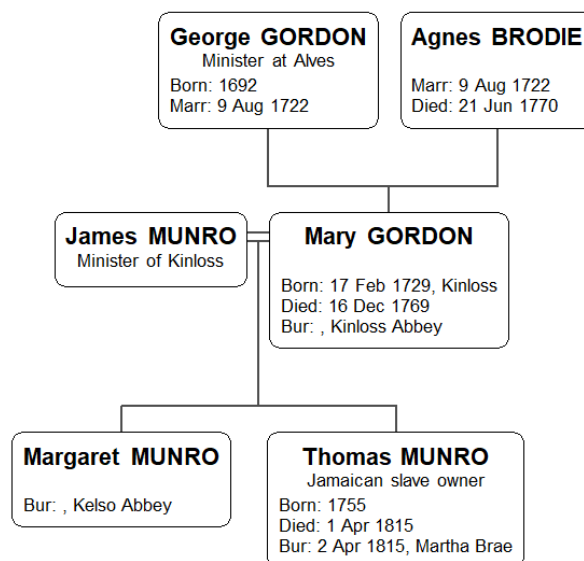 George GORDON
Minister at Alves
Born: 1692
Marr: 9 Aug 1722
Agnes BRODIE
Marr: 9 Aug 1722
Died: 21 Jun 1770
James MUNRO
Minister of Kinloss
Mary GORDON
Born: 17 Feb 1729, Kinloss
Died: 16 Dec 1769
Bur: , Kinloss Abbey
Margaret MUNRO
Bur: , Kelso Abbey
Thomas MUNRO
Jamaican slave owner
Born: 1755
Died: 1 Apr 1815
Bur: 2 Apr 1815, Martha Brae